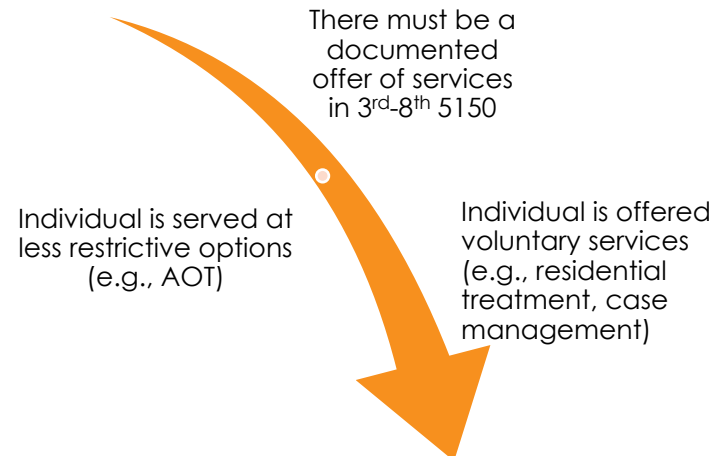 There must be a
documented
offer of services
in 3rd-8th 5150
Individual is served at
less restrictive options
(e.g., AOT)
Individual is offered
voluntary services
(e.g., residential
treatment, case
management)